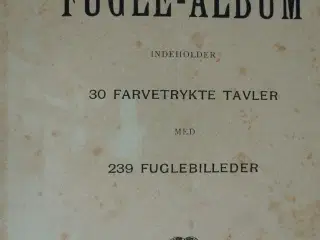 FUGLE-ALBUM
INDEHOLDER
30 FARVETRYKTE TAVLER
MED
239 FUGLEBILLEDER